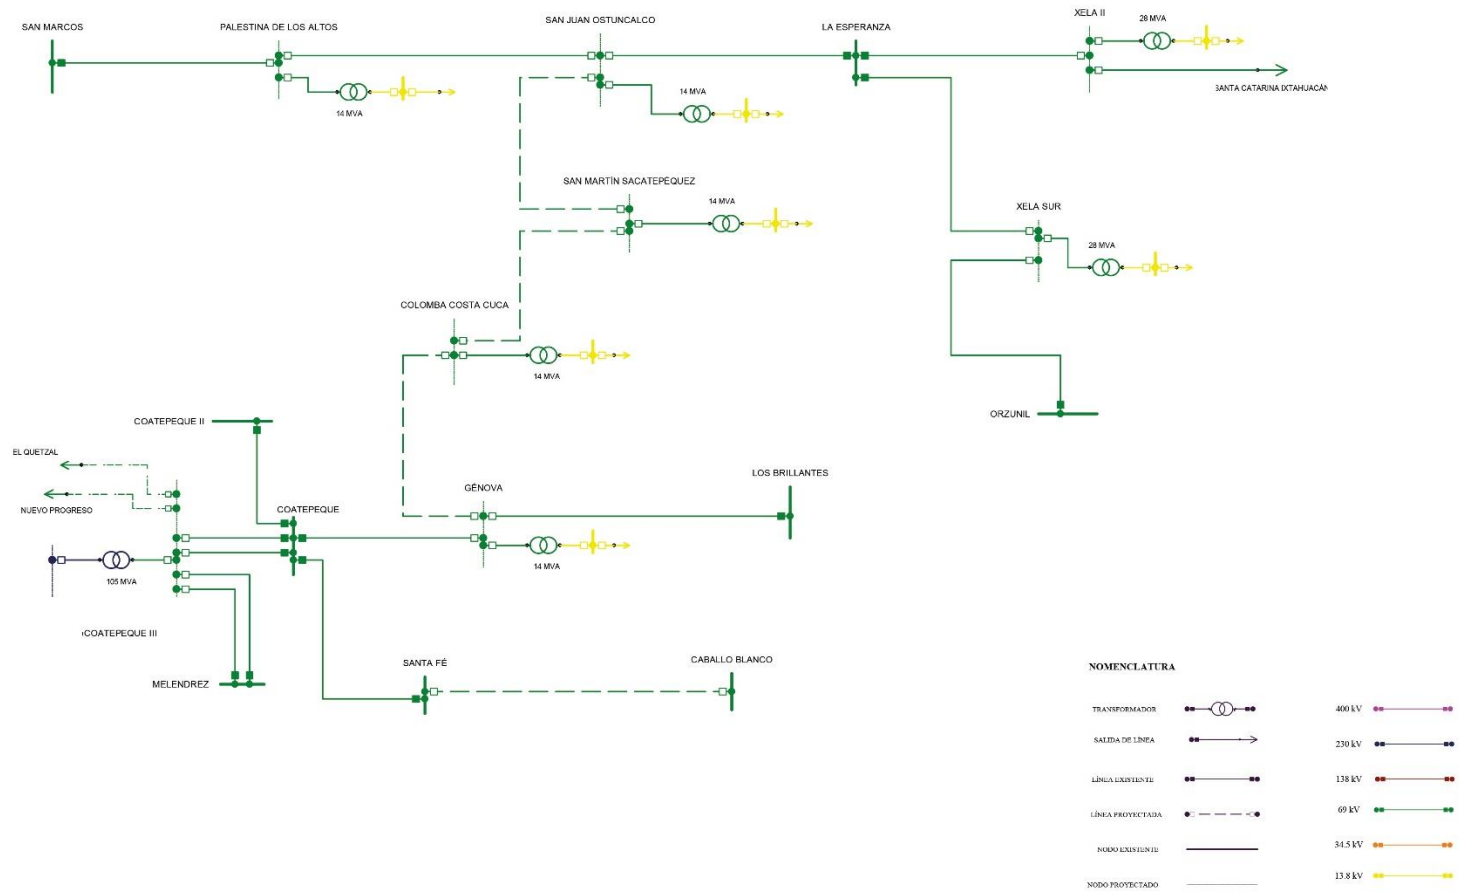 SAN MARCOS
PALESTINA DE LOS ALTOS
SAN JUAN OSTUNCALCO
LA ESPERANZA
XELA II
28 MVA
SANTA CATARINA IXTAHUACÁN
14 MVA
14 MVA
SAN MARTÍN SACATEPÉQUEZ
14 MVA
XELA SUR
28 MVA
COLOMBA COSTA CUCA
14 MVA
ORZUNIL
COATEPEQUE II
EL QUETZAL
NUEVO PROGRESO
COATEPEQUE
GÉNOVA
LOS BRILLANTES
14 MVA
105 MVA
COATEPEQUE III
MELENDREZ
SANTA FÉ
CABALLO BLANCO
NOMENCLATURA
TRANSFORMADOR
SALIDA DE LÍNEA
LÍNEA EXISTENTE
LÍNEA PROYECTADA
NODO EXISTENTE
NODO PROYECTADO
400 kV
230 kV
138 kV
69 kV
34.5 kV
13.8 kV